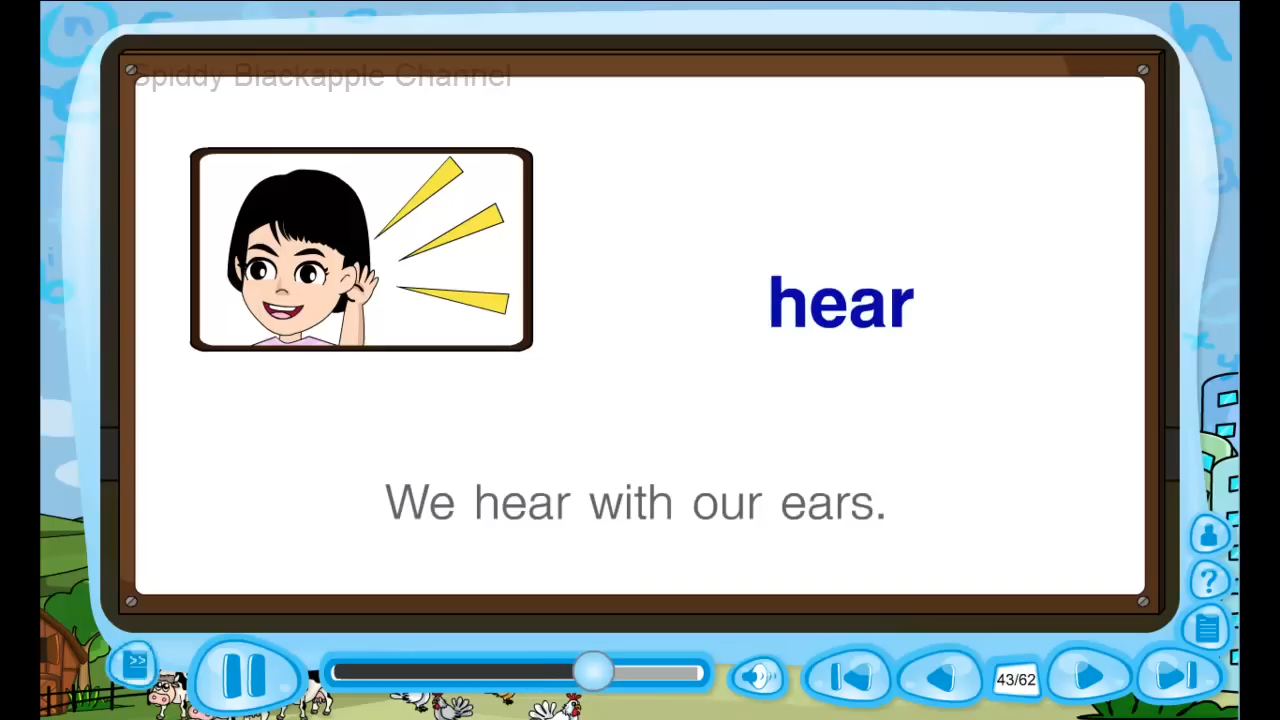 Spiddy Blackapple Channel
hear
We hear with our ears.
>>
?
43/62